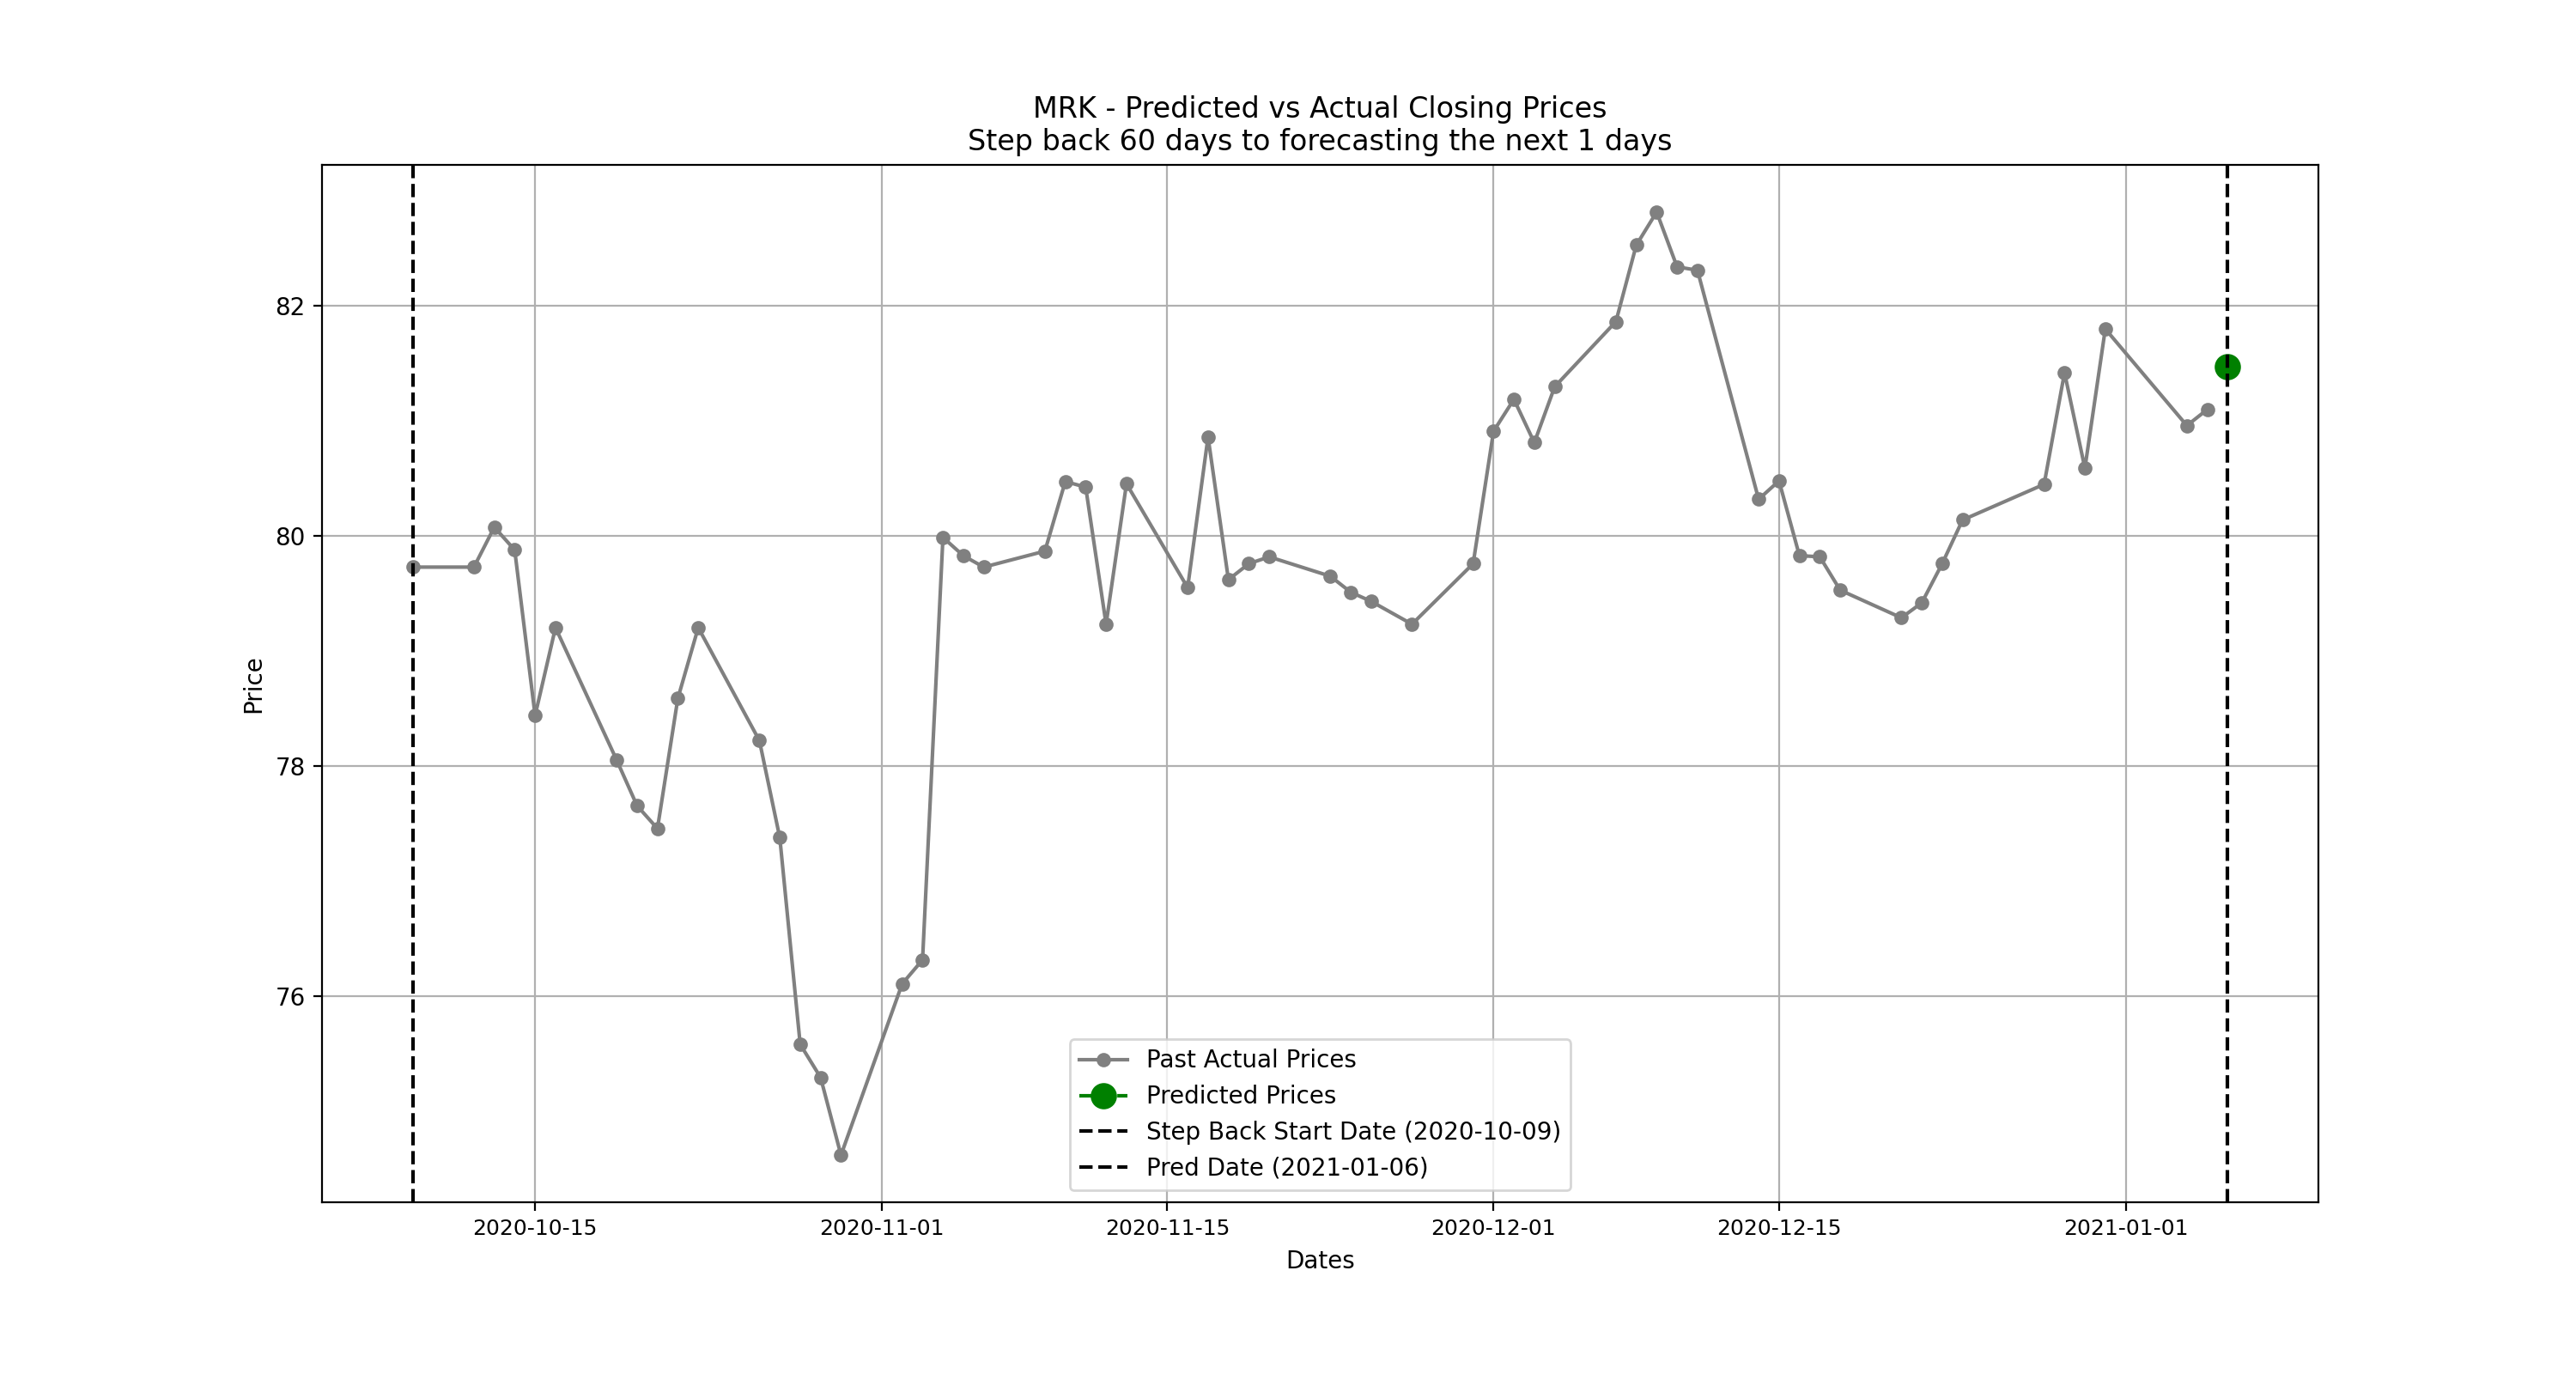 MRK - Predicted vs Actual Closing Prices
Step back 60 days to forecasting the next 1 days
82
80
78
76
Price
Past Actual Prices
Predicted Prices
Step Back Start Date (2020-10-09)
Pred Date (2021-01-06)
2020-10-15
2020-11-01
2020-11-15
2020-12-01
2020-12-15
2021-01-01
Dates